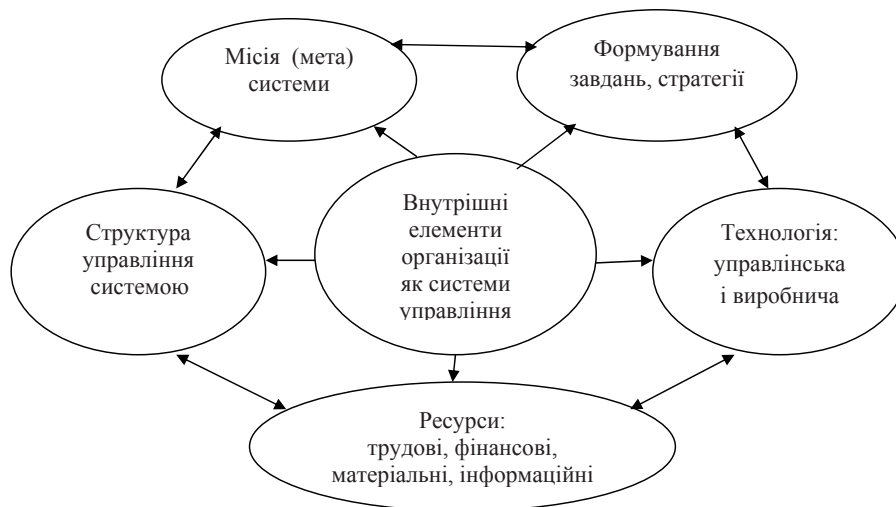 Місія (мета)
системи
Формування
завдань, стратегії
Структура
управління
системою
Внутрішні
елементи
організації
як системи
управління
Технологія:
управлінська
і виробнича
Ресурси:
трудові, фінансові,
матеріальні, інформаційні